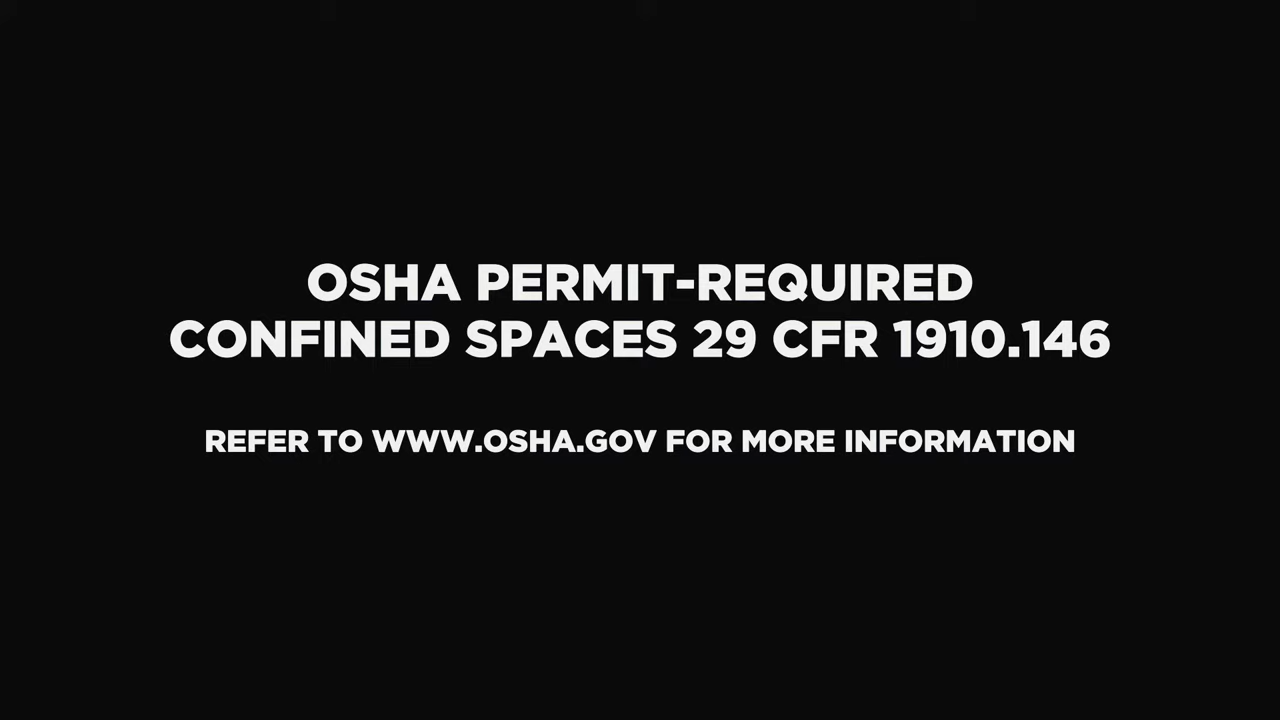 OSHA PERMIT-REQUIRED
CONFINED SPACES 29 CFR 1910.146
REFER TO WWW.OSHA.GOV FOR MORE INFORMATION